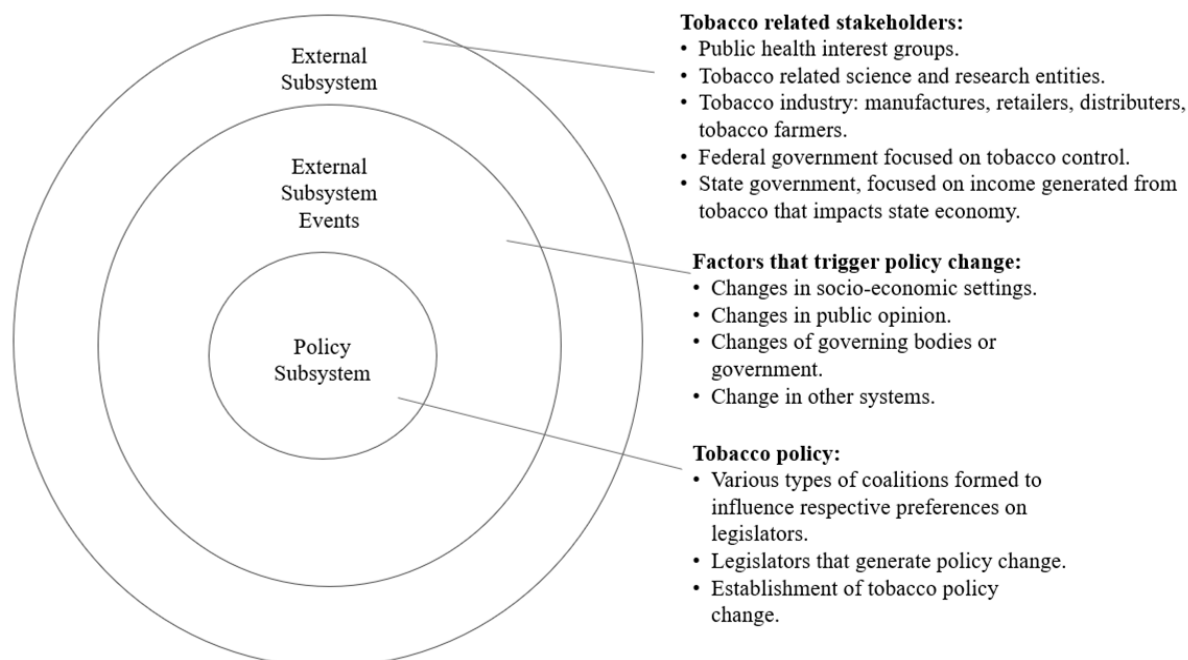 External
Subsystem
External
Subsystem
Events
Policy
Subsystem
Tobacco related stakeholders:
• Public health interest groups.
• Tobacco related science and research entities.
• Tobacco industry: manufactures, retailers, distributers,
tobacco farmers.
• Federal government focused on tobacco control.
• State government, focused on income generated from
tobacco that impacts state economy.
Factors that trigger policy change:
• Changes in socio-economic settings.
• Changes in public opinion.
• Changes of governing bodies or
government.
• Change in other systems.
Tobacco policy:
• Various types of coalitions formed to
influence respective preferences on
legislators.
• Legislators that generate policy change.
• Establishment of tobacco policy
change.